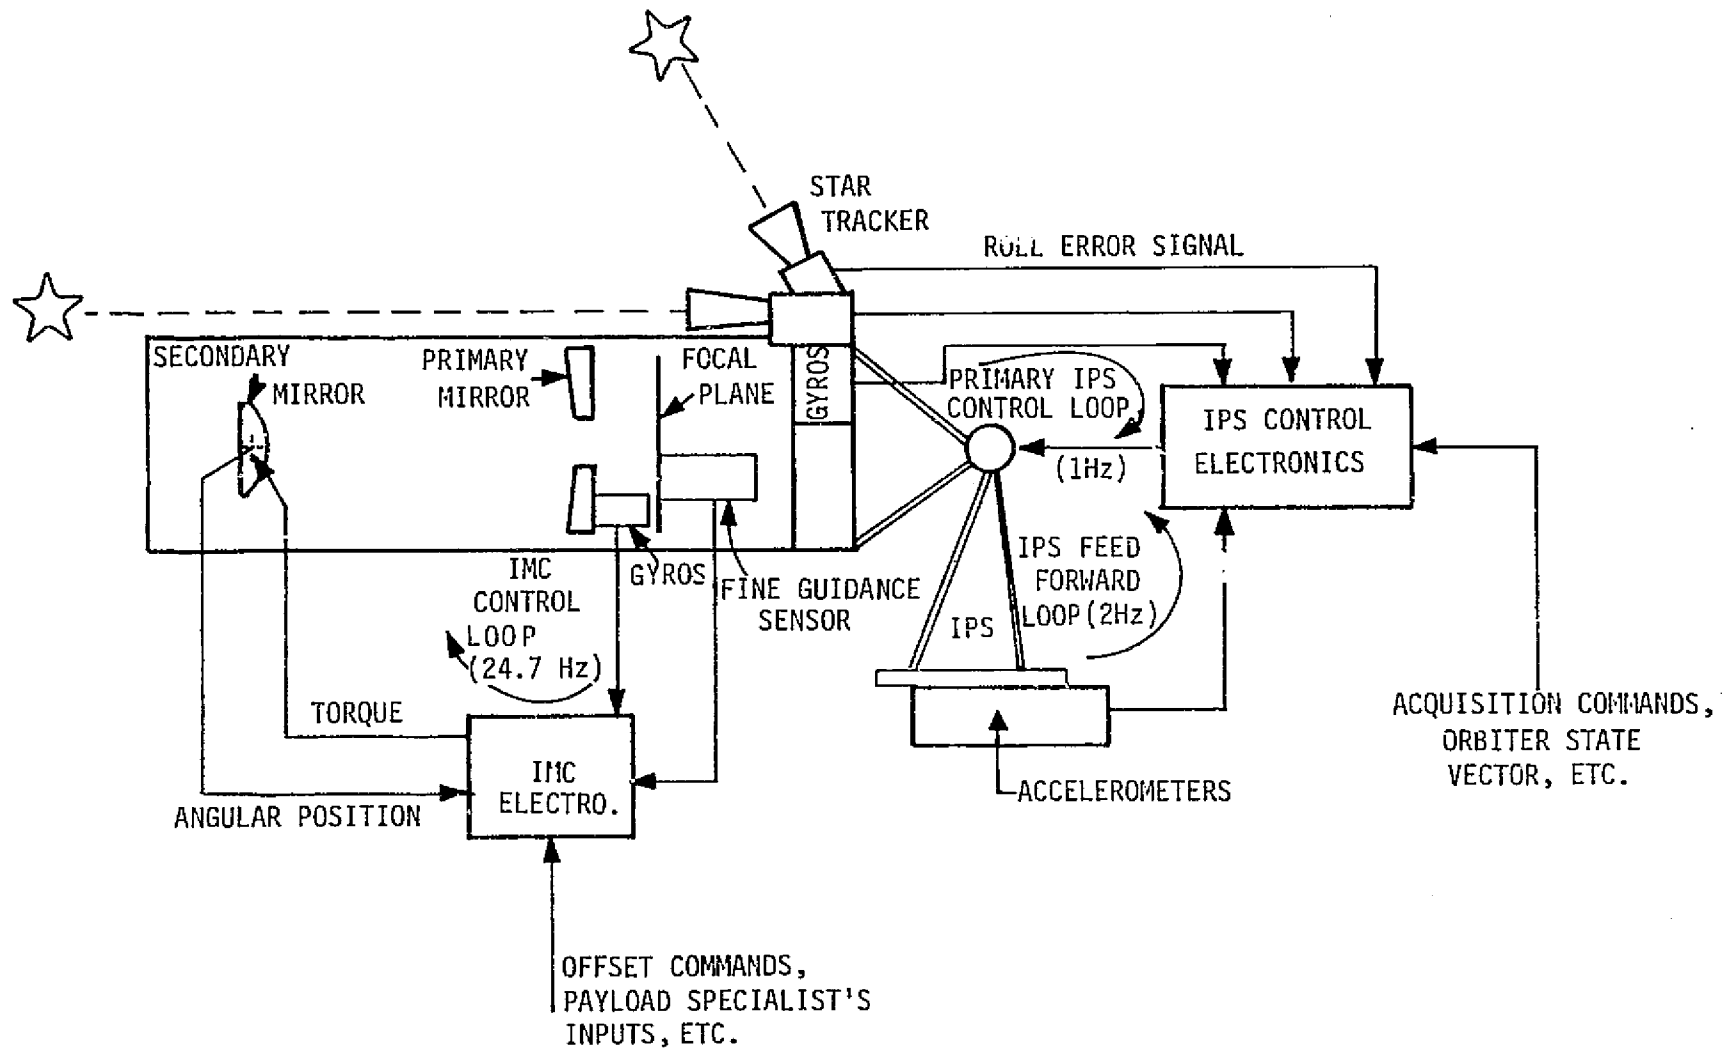 STAR
TRACKER
ROLL ERROR SIGNAL
SECONDARY
MIRROR
PRIMARY
MIRROR
FOCAL
PLANE
GYROS
PRIMARY IPS
CONTROL LOOP
(1Hz)
IPS CONTROL
ELECTRONICS
IPS FEED
FORWARD
LOOP (2Hz)
IPS
GYROS
FINE GUIDANCE
SENSOR
IMC
CONTROL
LOOP
(24.7 Hz)
TORQUE
IMC
ELECTRO.
ANGULAR POSITION
ACCELEROMETERS
ACQUISITION COMMANDS,
ORBITER STATE
VECTOR, ETC.
OFFSET COMMANDS,
PAYLOAD SPECIALIST'S
INPUTS, ETC.